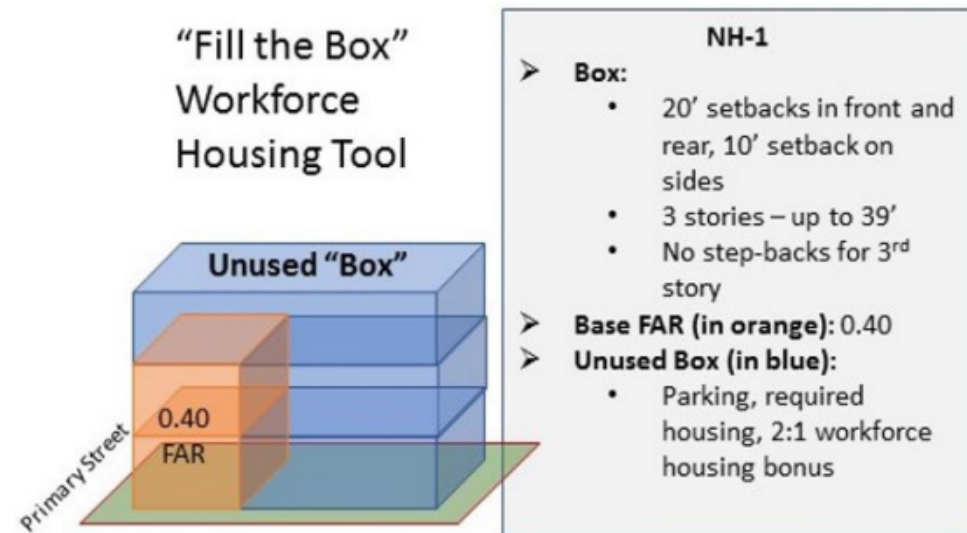 “Fill the Box”
Workforce
Housing Tool
Unused “Box”
0.40
FAR
Primary Street
NH-1
➢ Box:
• 20’ setbacks in front and
rear, 10’ setback on
sides
• 3 stories – up to 39’
• No step-backs for 3rd
story
➢ Base FAR (in orange): 0.40
➢ Unused Box (in blue):
• Parking, required
housing, 2:1 workforce
housing bonus